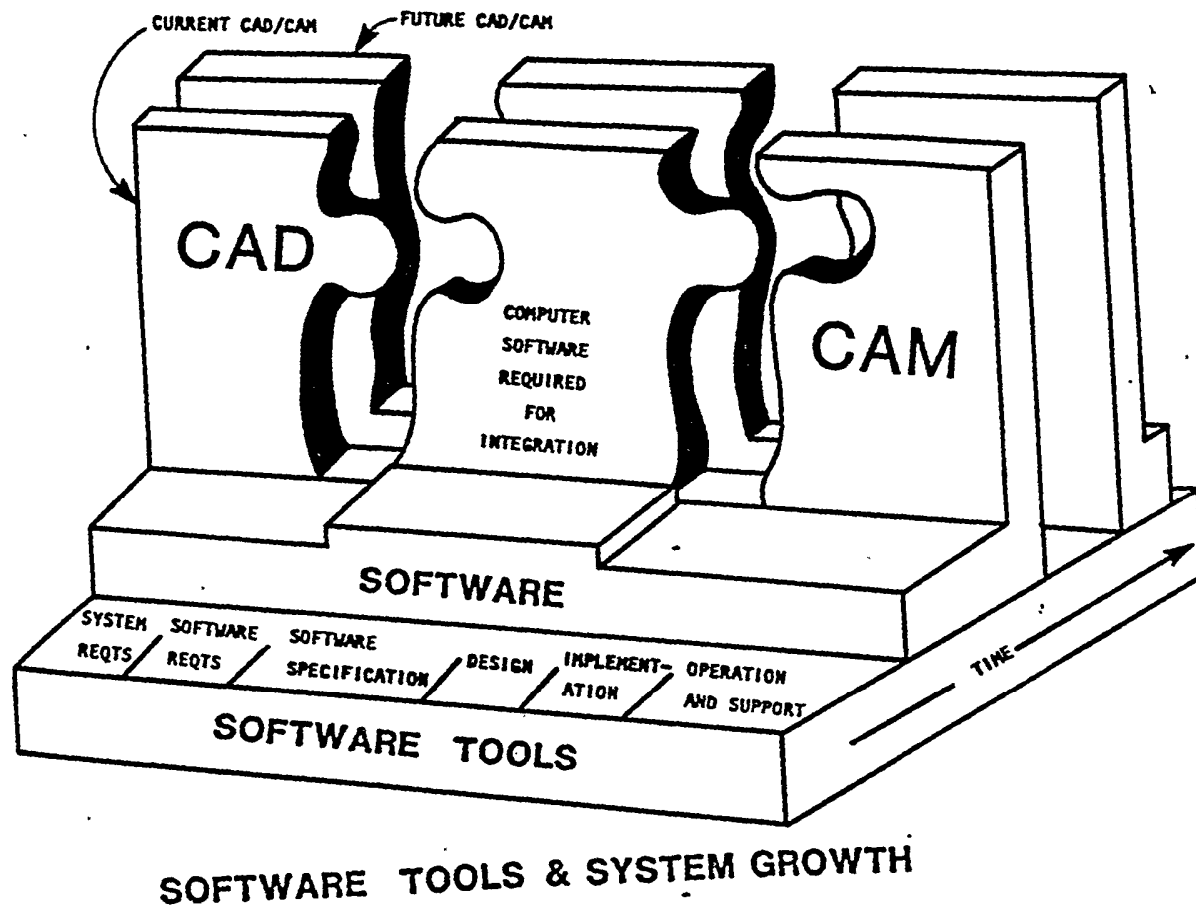 CURRENT CAD/CAM
FUTURE CAD/CAM
CAD
COMPUTER
SOFTWARE
REQUIRED
FOR
INTEGRATION
CAM
SOFTWARE
SYSTEM
REQTS
SOFTWARE
REQTS
SOFTWARE
SPECIFICATION
DESIGN
IMPLEMENT-
ATION
OPERATION
AND SUPPORT
TIME
SOFTWARE TOOLS
SOFTWARE TOOLS & SYSTEM GROWTH